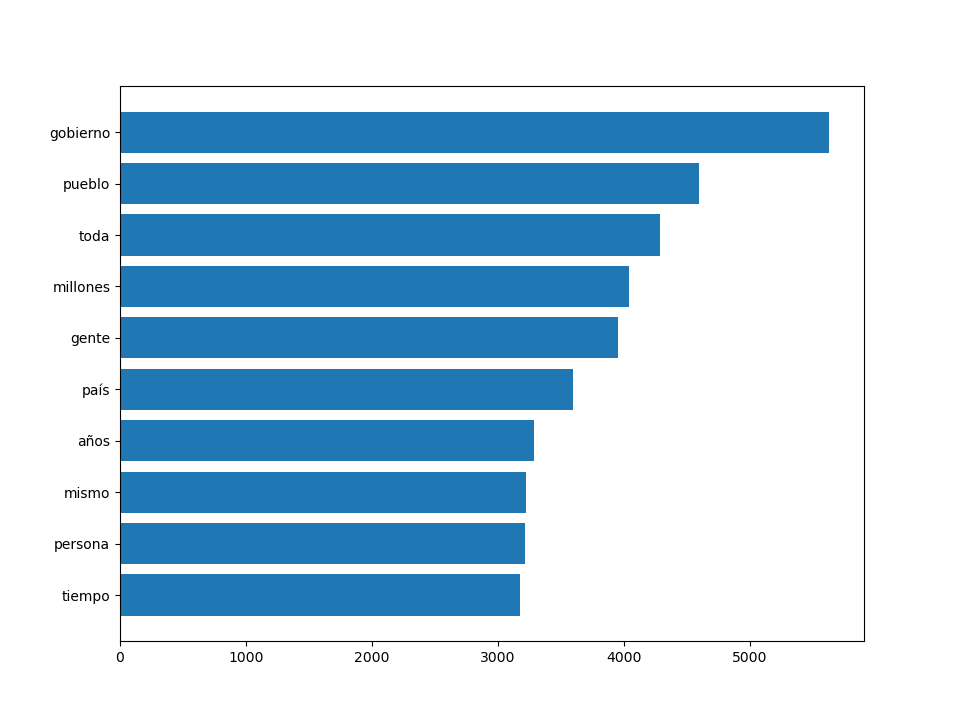 gobierno
pueblo
toda
millones
gente
país
años
mismo
persona
tiempo
0 1000 2000 3000 4000 5000